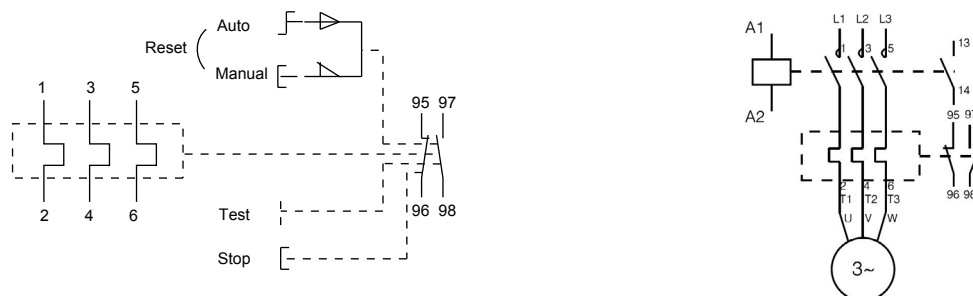 Auto
Reset
Manual
1 3 5
2 4 6
95 97
96 98
Test
Stop
L1 L2 L3
A1
1 3 5
13
14
A2
95 97
2 4 6
T1 T2 T3
96 98
U V W
3~